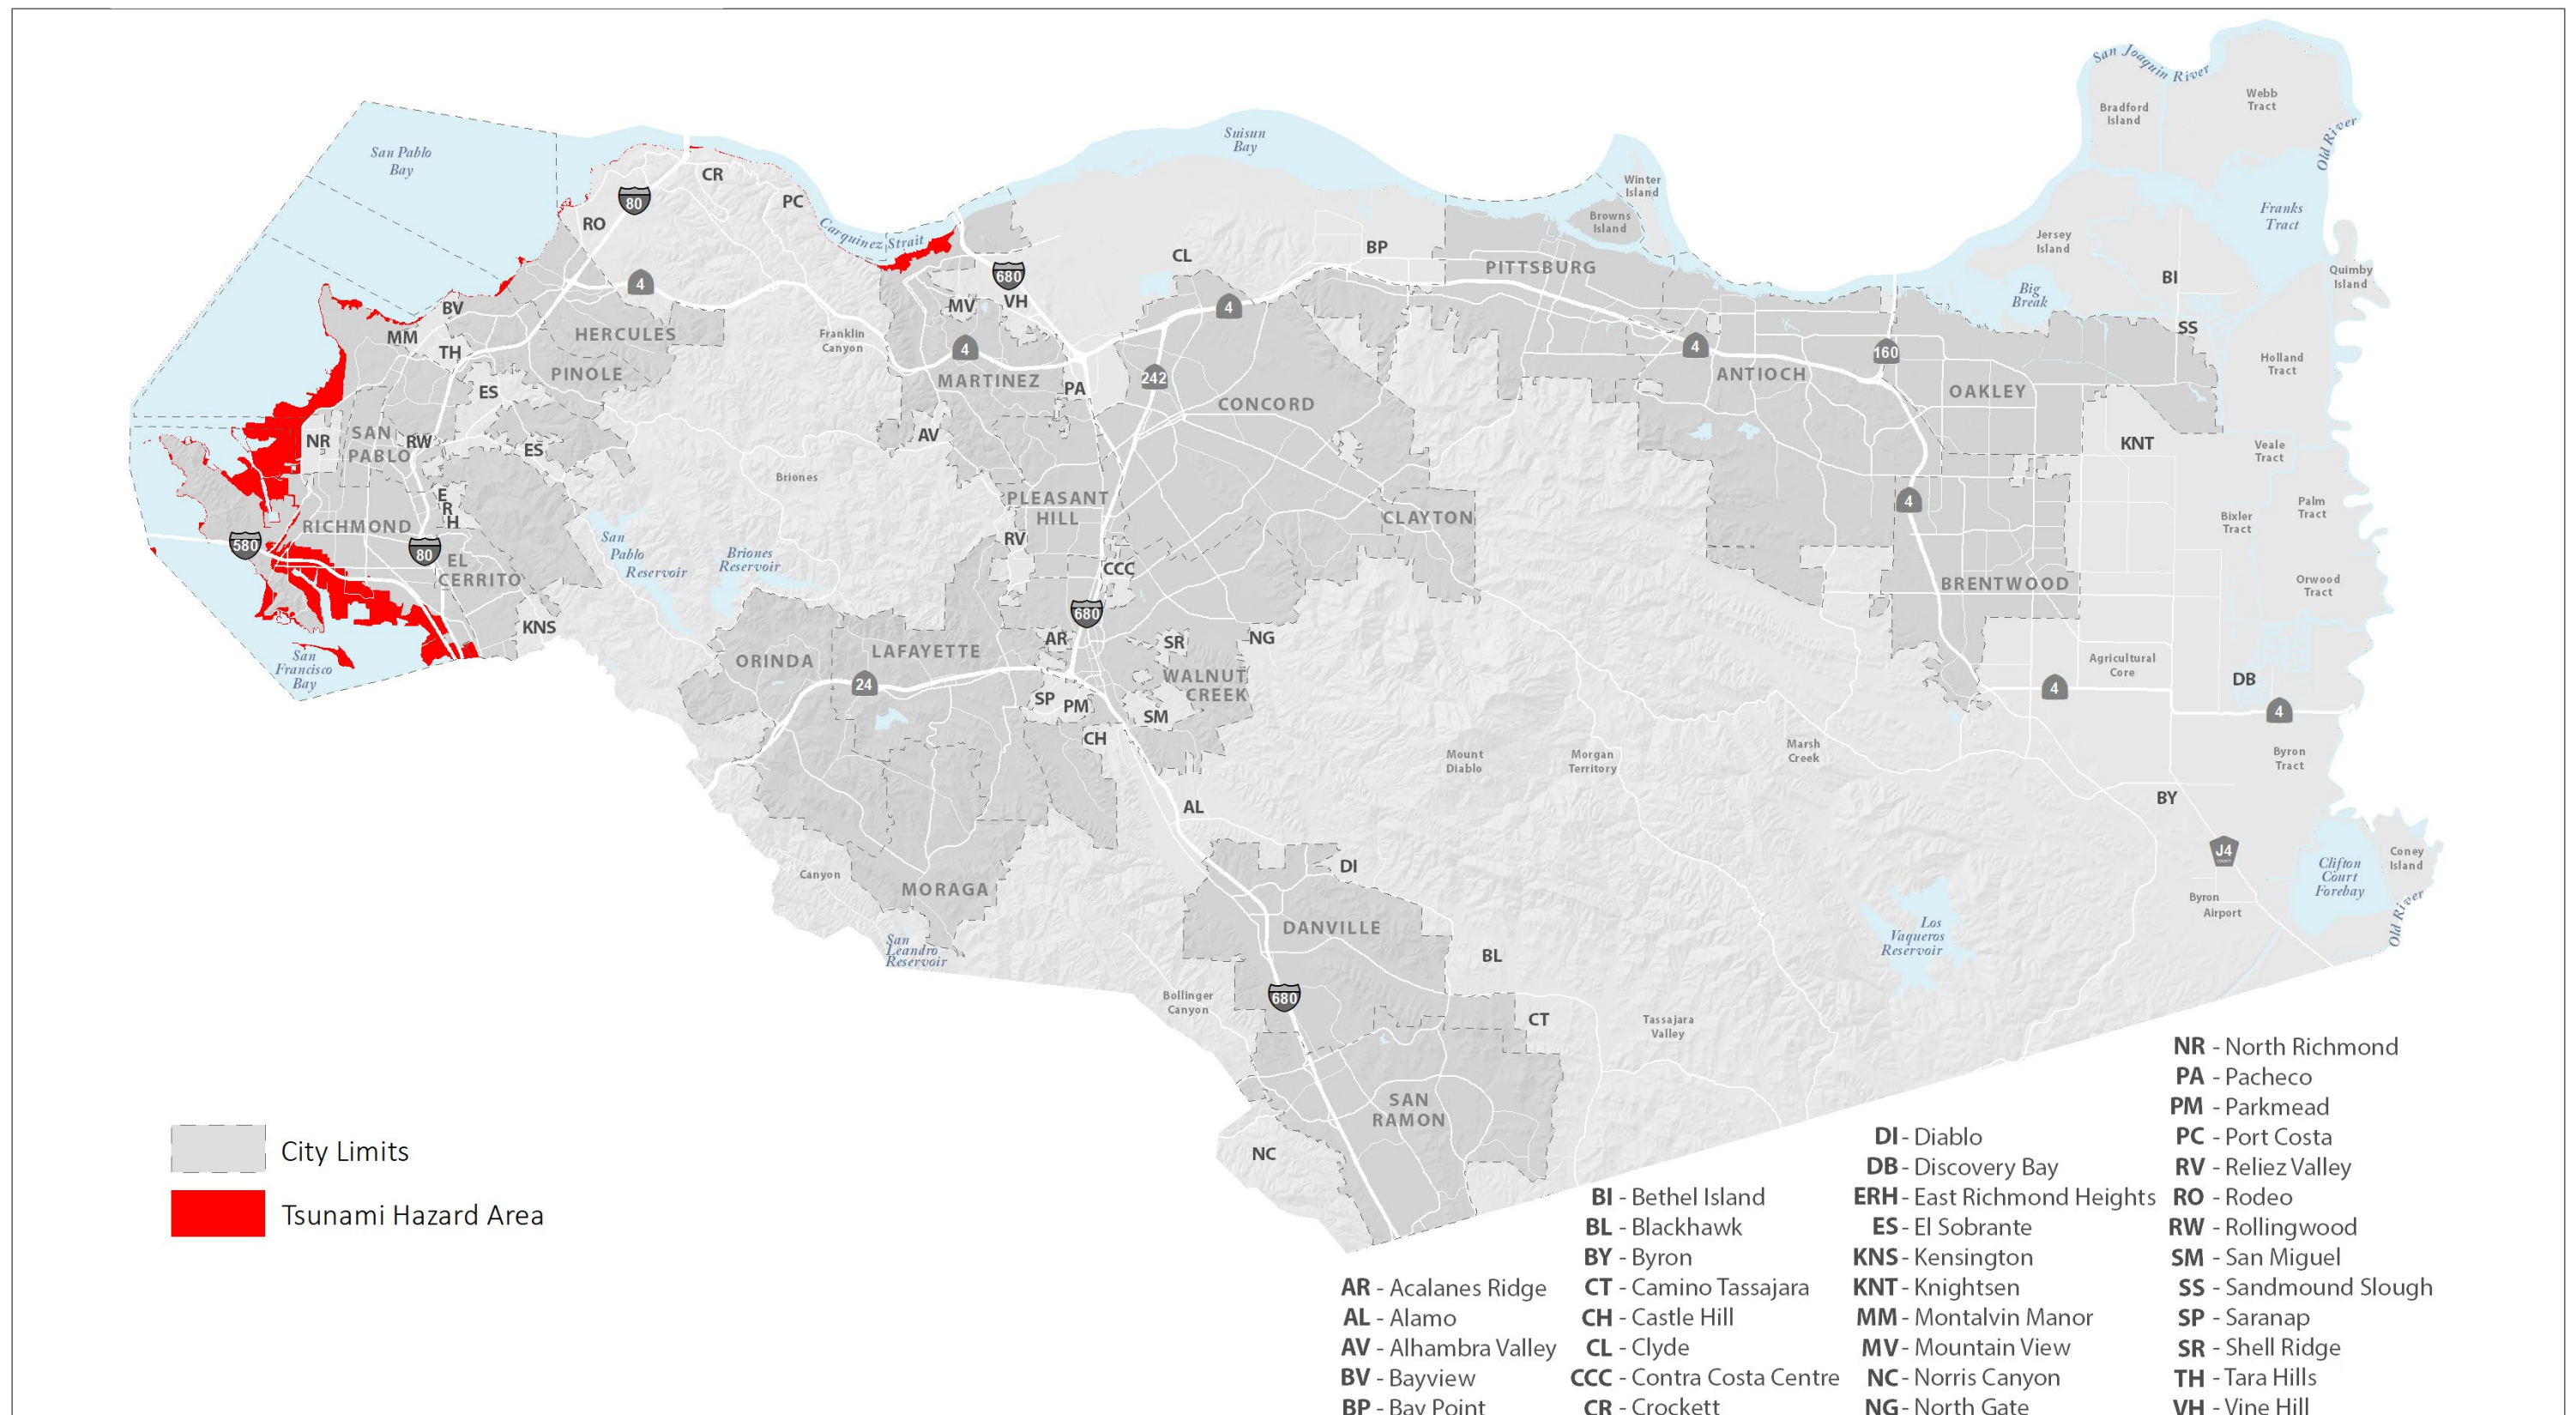 San Joaquin River
Webb
Tract
Bradford
Island
Old River
San Pablo
Bay
Suisun
Bay
CR
80
PC
RO
Winter
Island
Browns
Island
Franks
Tract
Carquinez Strait
Jersey
Island
CL
BP
PITTSBURG
680
4
BI
Quimby
Island
Big
Break
BV
MV
VH
4
MM
HERCULES
Franklin
Canyon
SS
TH
4
4
160
Holland
Tract
PINOLE
MARTINEZ
PA
242
ANTIOCH
ES
CONCORD
OAKLEY
NR
SAN
PABLO
RW
AV
KNT
ES
Veale
Tract
Briones
E
R
H
PLEASANT
HILL
4
Palm
Tract
RICHMOND
CLAYTON
Bixler
Tract
580
80
San
Pablo
Reservoir
Briones
Reservoir
RV
EL
CERRITO
CCC
BRENTWOOD
Orwood
Tract
680
KNS
AR
SR
NG
San
Francisco
Bay
ORINDA
LAFAYETTE
WALNUT
CREEK
Agricultural
Core
24
DB
4
SP
PM
SM
4
CH
Mount
Diablo
Morgan
Territory
Marsh
Creek
Byron
Tract
AL
BY
J4
Coney
Island
Clifton
Court
Forebay
DI
Canyon
MORAGA
Byron
Airport
Old River
DANVILLE
San
Leandro
Reservoir
Los
Vaqueros
Reservoir
BL
680
Bollinger
Canyon
CT
Tassajara
Valley
SAN
RAMON
NC
City Limits
Tsunami Hazard Area
AR - Acalanes Ridge
AL - Alamo
AV - Alhambra Valley
BV - Bayview
BP - Bay Point
BI - Bethel Island
BL - Blackhawk
BY - Byron
CT - Camino Tassajara
CH - Castle Hill
CL - Clyde
CCC - Contra Costa Centre
CR - Crockett
DI - Diablo
DB - Discovery Bay
ERH - East Richmond Heights
ES - El Sobrante
KNS - Kensington
KNT - Knightsen
MM - Montalvin Manor
MV - Mountain View
NC - Norris Canyon
NG - North Gate
NR - North Richmond
PA - Pacheco
PM - Parkmead
PC - Port Costa
RV - Reliez Valley
RO - Rodeo
RW - Rollingwood
SM - San Miguel
SS - Sandmound Slough
SP - Saranap
SR - Shell Ridge
TH - Tara Hills
VH - Vine Hill